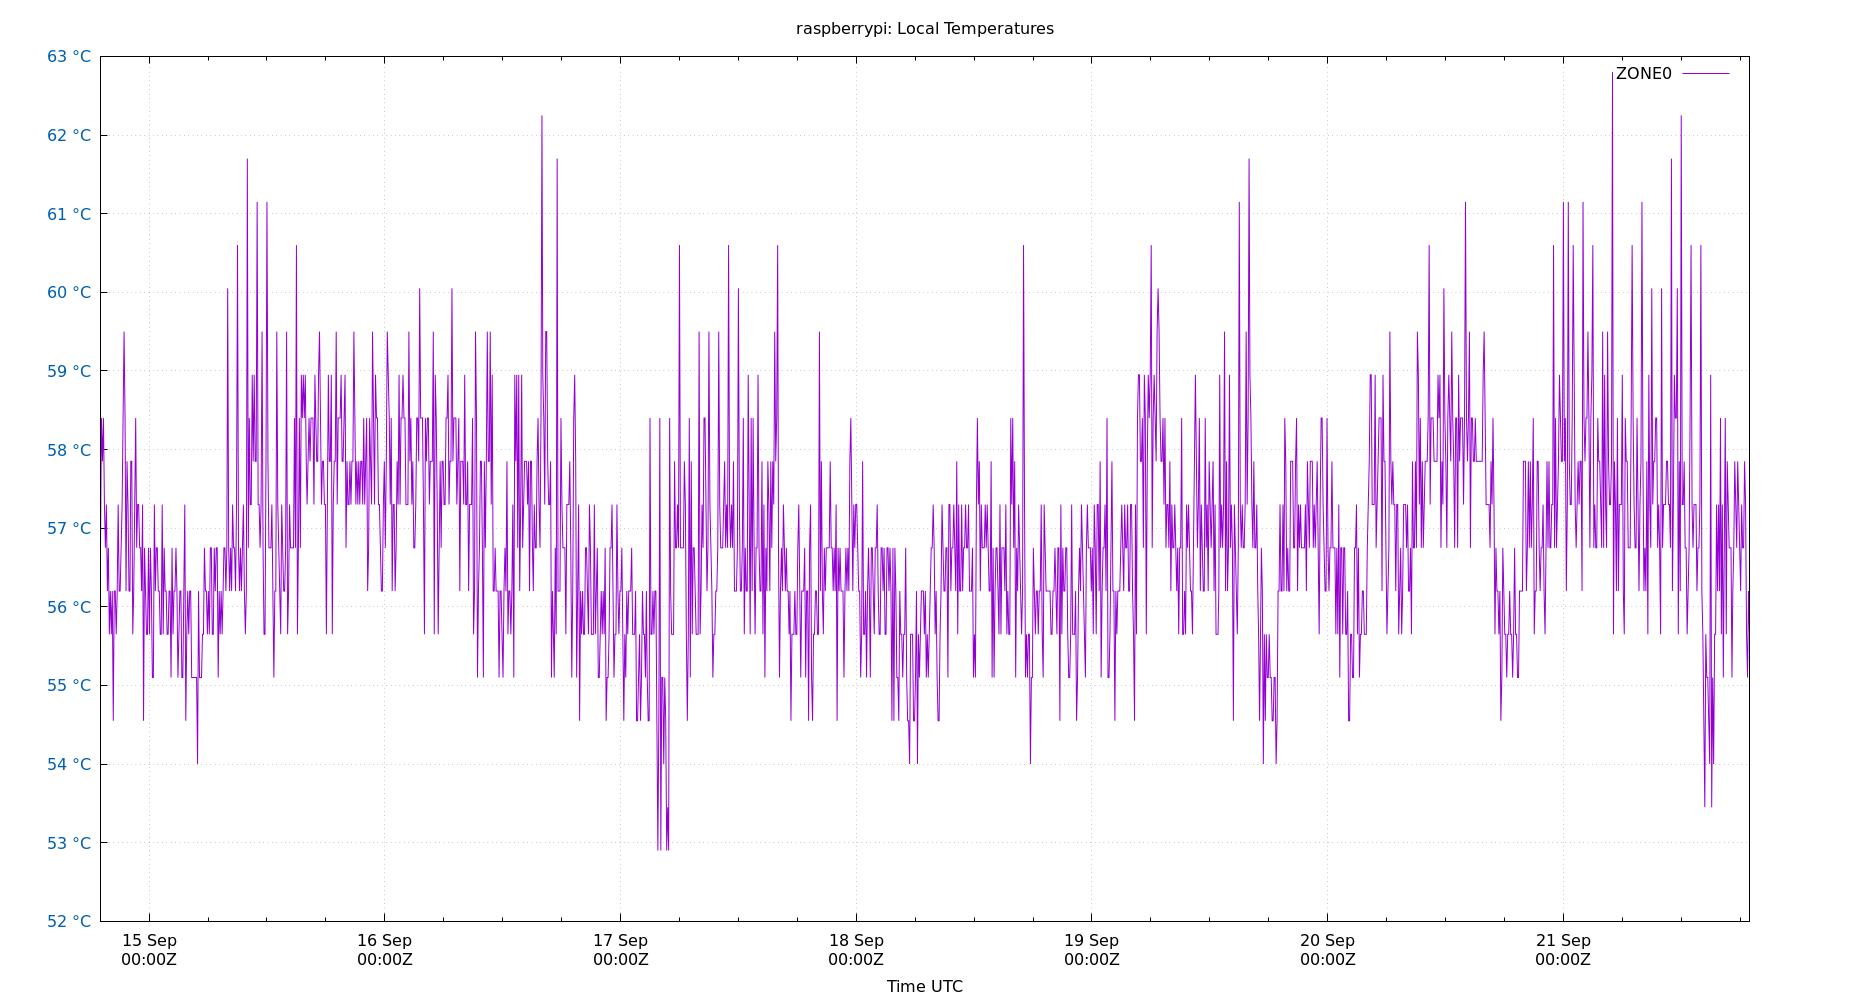 raspberrypi: Local Temperatures
63 °C
ZONE0
62 °C
61 °C
60 °C
59 °C
58 °C
57 °C
56 °C
55 °C
54 °C
53 °C
52 °C
15 Sep 16 Sep 17 Sep 18 Sep 19 Sep 20 Sep 21 Sep
00:00Z 00:00Z 00:00Z 00:00Z 00:00Z 00:00Z 00:00Z
Time UTC